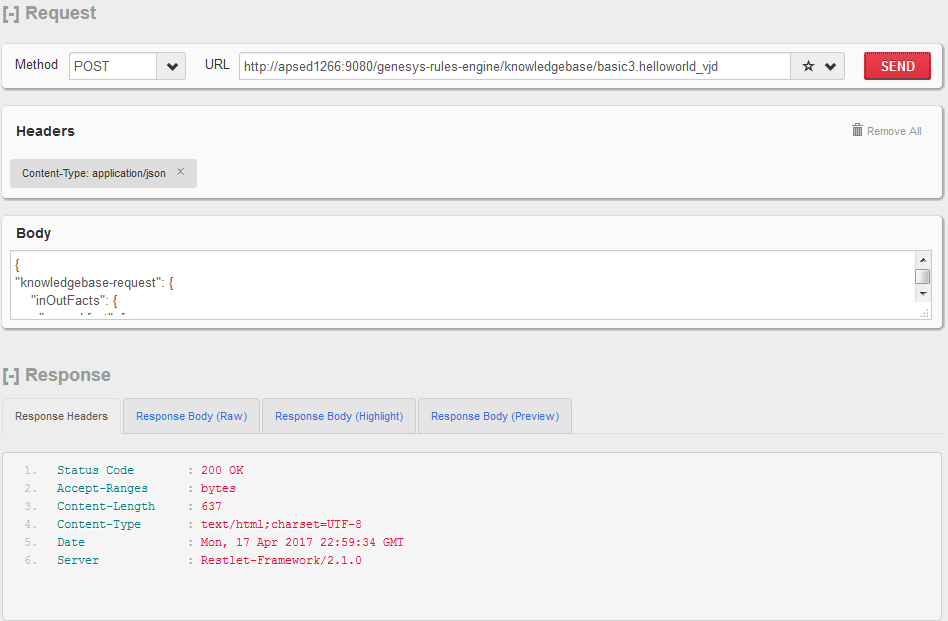 [-] Request
Method POST URL http://apsed1266:9080/genesys-rules-engine/knowledgebase/basic3.helloworld_vjd SEND
Headers Remove All
Content-Type: application/json ×
Body
{
"knowledgebase-request": {
"inOutFacts": {
[-] Response
Response Headers Response Body (Raw) Response Body (Highlight) Response Body (Preview)
1. Status Code : 200 OK
2. Accept-Ranges : bytes
3. Content-Length : 637
4. Content-Type : text/html;charset=UTF-8
5. Date : Mon, 17 Apr 2017 22:59:34 GMT
6. Server : Restlet-Framework/2.1.0